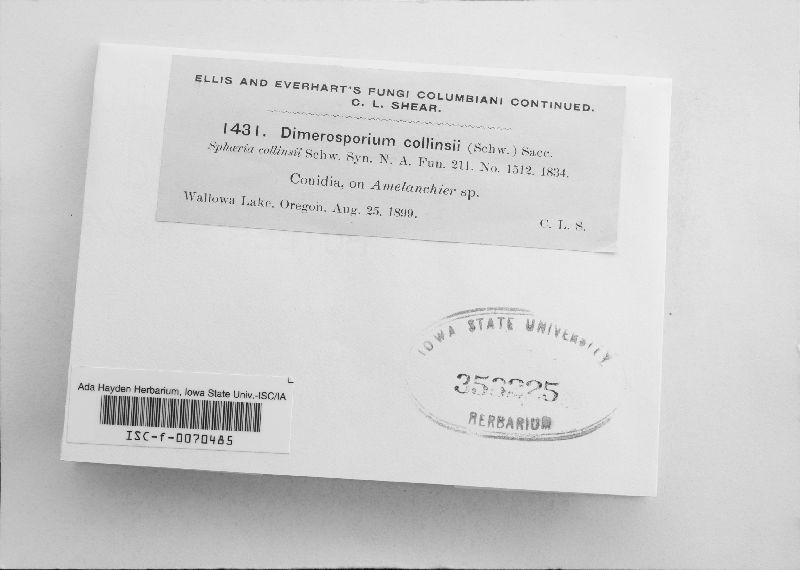 ELLIS AND EVERHART'S FUNGI COLUMBIANI CONTINUED.
C. L. SHEAR.
1431. Dimerosporium collinsii (Schw.) Sacc.
Sphæria collinsii Schw. Syn. N. A. Fun. 211. No. 1512. 1834.
Conidia, on Amelanchier sp.
Wallowa Lake, Oregon, Aug. 25, 1899.
C. L. S.
IOWA STATE UNIVERSITY
HERBARIUM
Ada Hayden Herbarium, Iowa State Univ.-ISC/IA
ISC-f-0070485